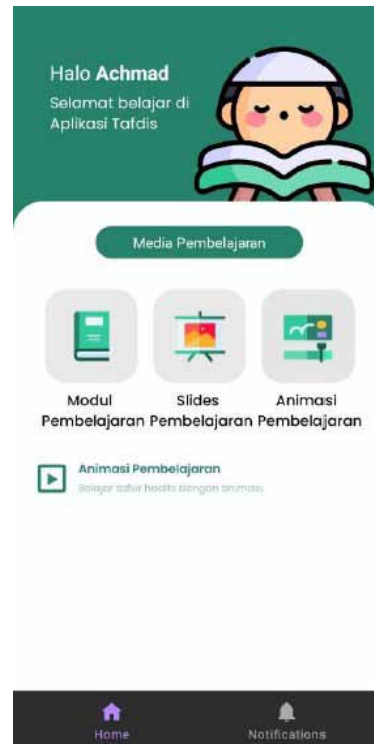 Halo Achmad
Selamat belajar di
Aplikasi Tafdis
Media Pembelajaran
Modul
Pembelajaran
Slides
Pembelajaran
Animasi
Pembelajaran
Animasi Pembelajaran
Belajar tafsir hadits dengan animasi
Home
Notifications